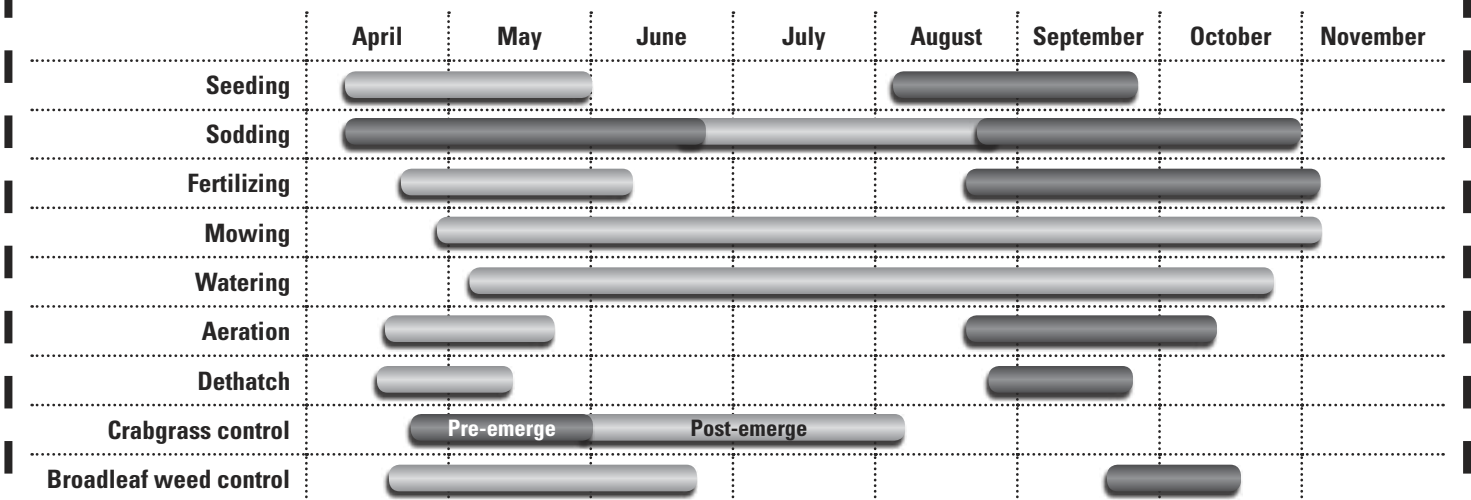 April May June July August September October November
Seeding
Sodding
Fertilizing
Mowing
Watering
Aeration
Dethatch
Crabgrass control Pre-emerge Post-emerge
Broadleaf weed control